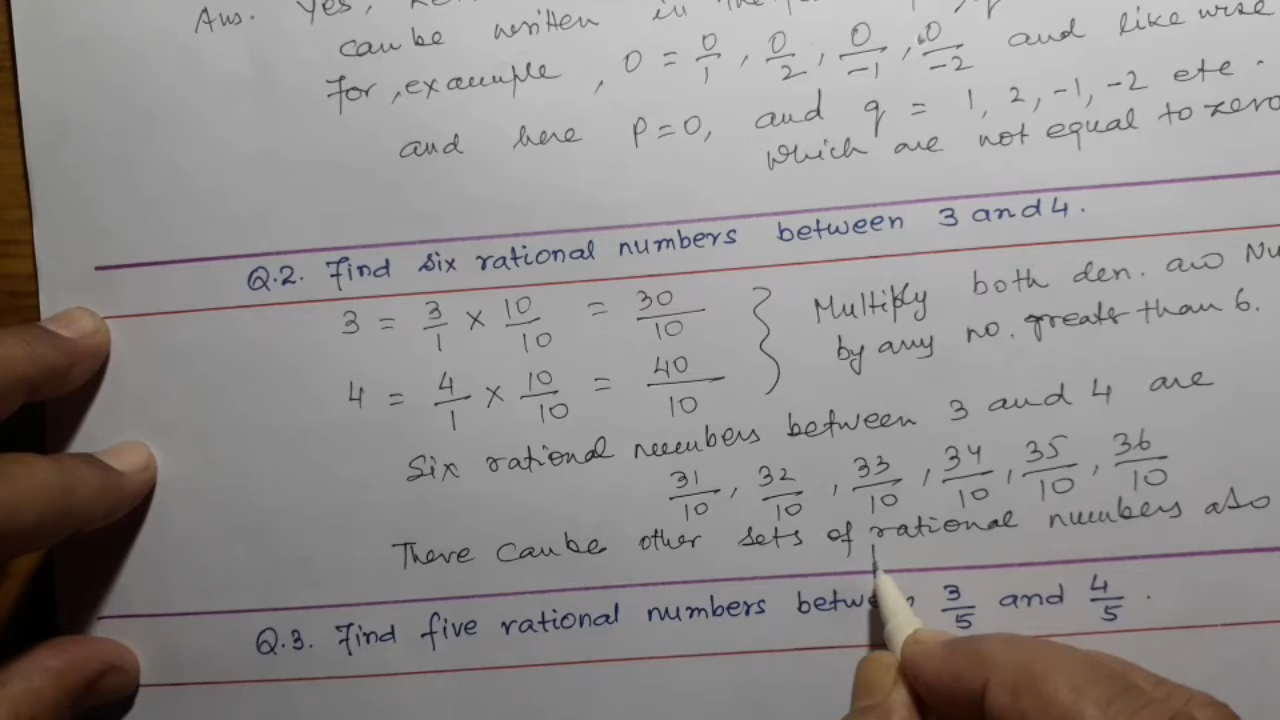 Ans. Yes,
can be written in the
For, example, 0 = 0/1, 0/2, 0/-1, 0/-2 and like wise
and here P=0, and q = 1, 2, -1, -2 etc.
which are not equal to zero
Q.2. Find six rational numbers between 3 and 4.
3 = 3/1 × 10/10 = 30/10 } Multiply both den. and Nu
4 = 4/1 × 10/10 = 40/10 by any no. greater than 6.
Six rational numbers between 3 and 4 are
31/10, 32/10, 33/10, 34/10, 35/10, 36/10
There can be other sets of rational numbers also
Q.3. Find five rational numbers between 3/5 and 4/5.